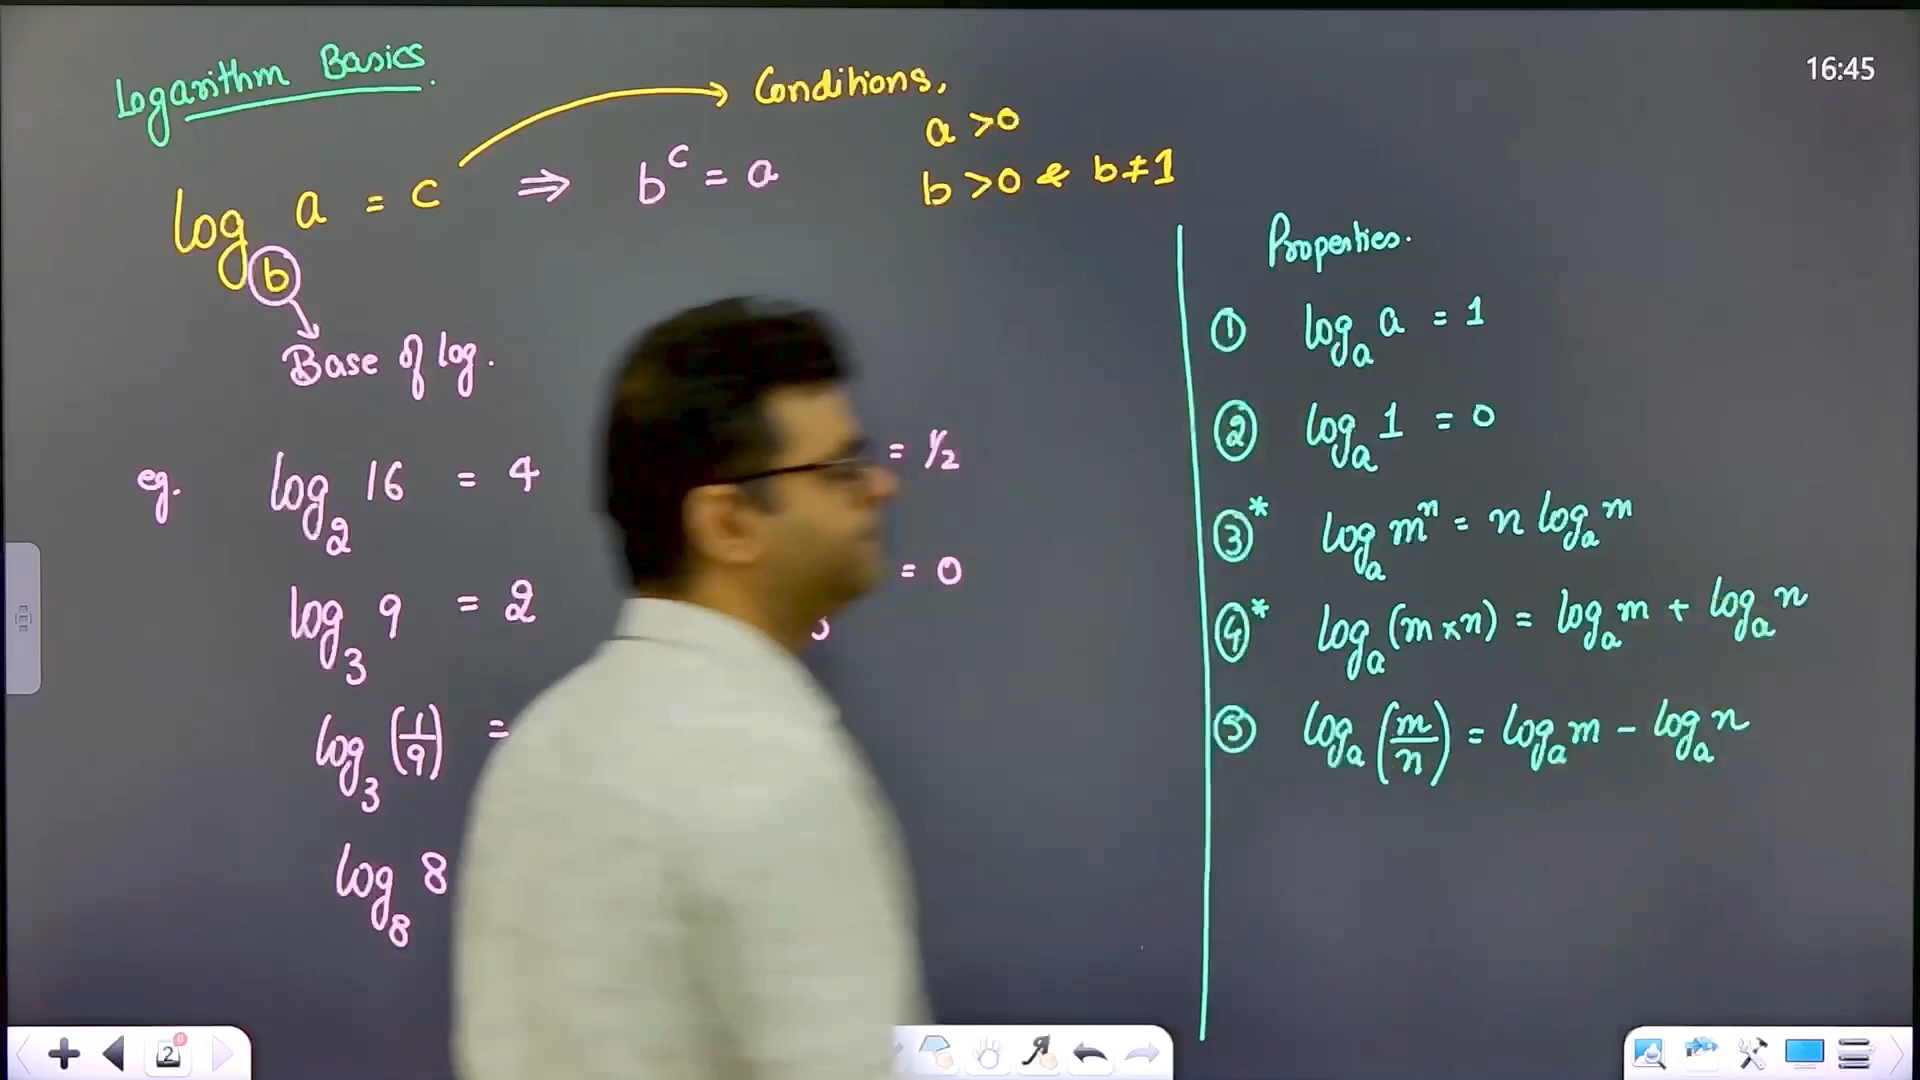 Logarithm Basics.
16:45
Conditions,
a >0
b >0 & b≠1
log_b a = c ⇒ b^c = a
Base of log.
eg. log_2 16 = 4
= 1/2
log_3 9 = 2
= 0
log_3 (1/9) =
log_8 8
Properties.
① log_a a = 1
② log_a 1 = 0
③* log_a m^n = n log_a m
④* log_a (m × n) = log_a m + log_a n
⑤ log_a (m/n) = log_a m - log_a n
2
0